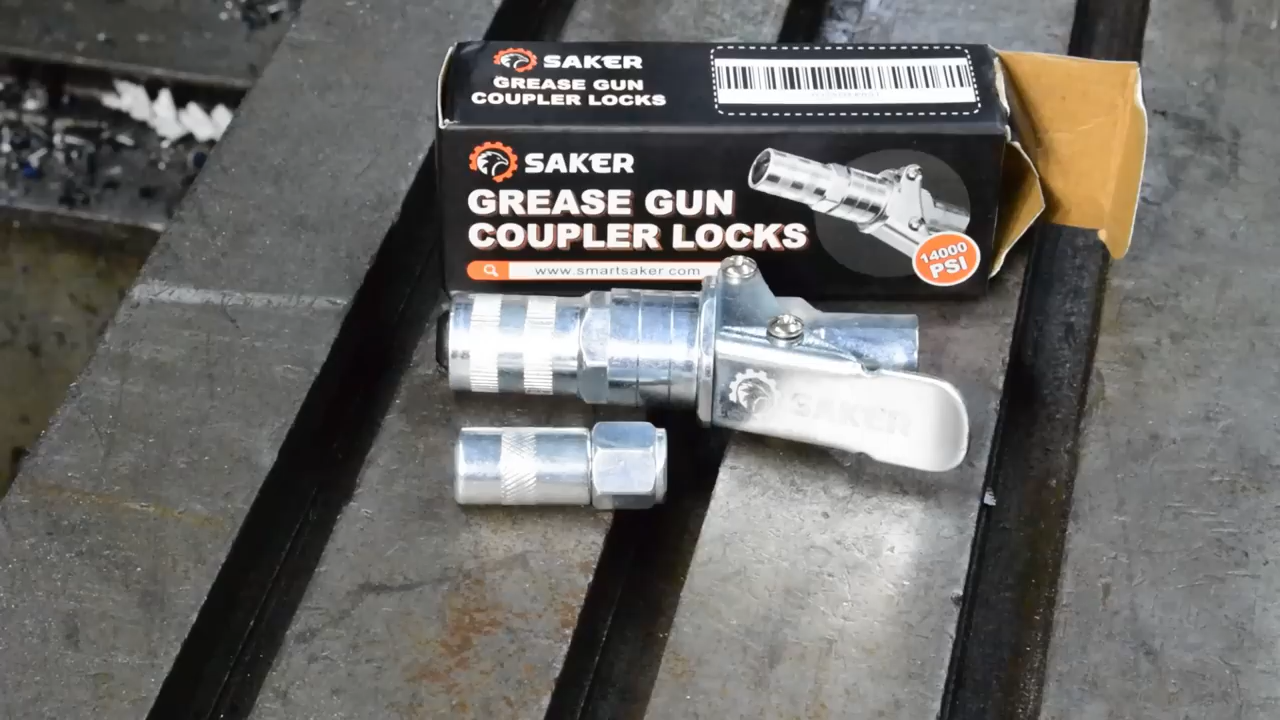 SAKER
GREASE GUN
COUPLER LOCKS
SAKER
GREASE GUN
COUPLER LOCKS
14000
PSI
www.smartsaker.com
SAKER